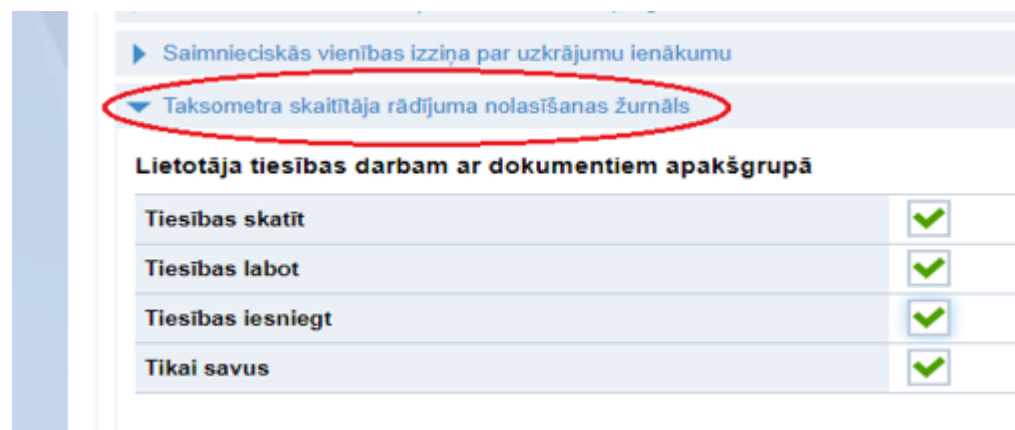 Saimnieciskās vienības izziņa par uzkrājumu ienākumu
Taksometra skaitītāja rādījuma nolasīšanas žurnāls
Lietotāja tiesības darbam ar dokumentiem apakšgrupā
Tiesības skatīt
Tiesības labot
Tiesības iesniegt
Tikai savus